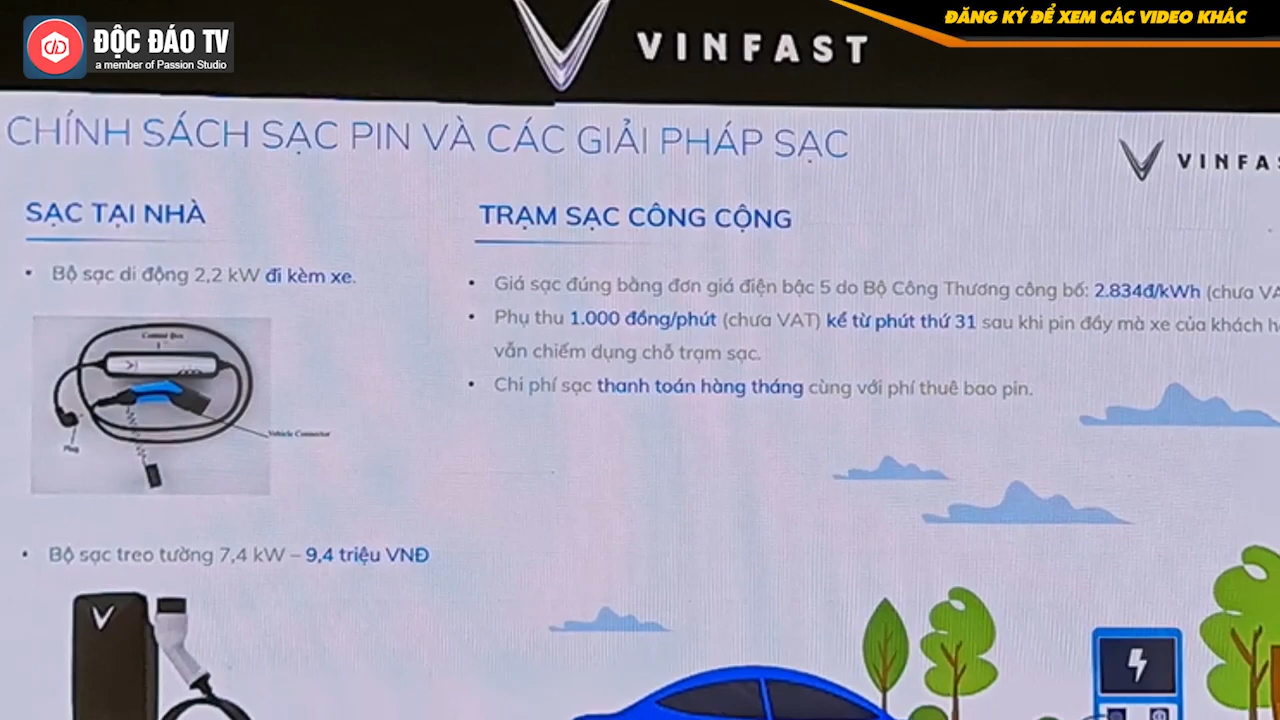 ĐỘC ĐÁO TV
a member of Passion Studio
VINFAST
ĐĂNG KÝ ĐỂ XEM CÁC VIDEO KHÁC
CHÍNH SÁCH SẠC PIN VÀ CÁC GIẢI PHÁP SẠC
VINFAS
SẠC TẠI NHÀ
• Bộ sạc di động 2,2 kW đi kèm xe.
Control Box
Plug
Vehicle Connector
• Bộ sạc treo tường 7,4 kW – 9,4 triệu VNĐ
TRẠM SẠC CÔNG CỘNG
• Giá sạc đúng bằng đơn giá điện bậc 5 do Bộ Công Thương công bố: 2.834đ/kWh (chưa VA
• Phụ thu 1.000 đồng/phút (chưa VAT) kể từ phút thứ 31 sau khi pin đầy mà xe của khách h
vẫn chiếm dụng chỗ trạm sạc.
• Chi phí sạc thanh toán hàng tháng cùng với phí thuê bao pin.